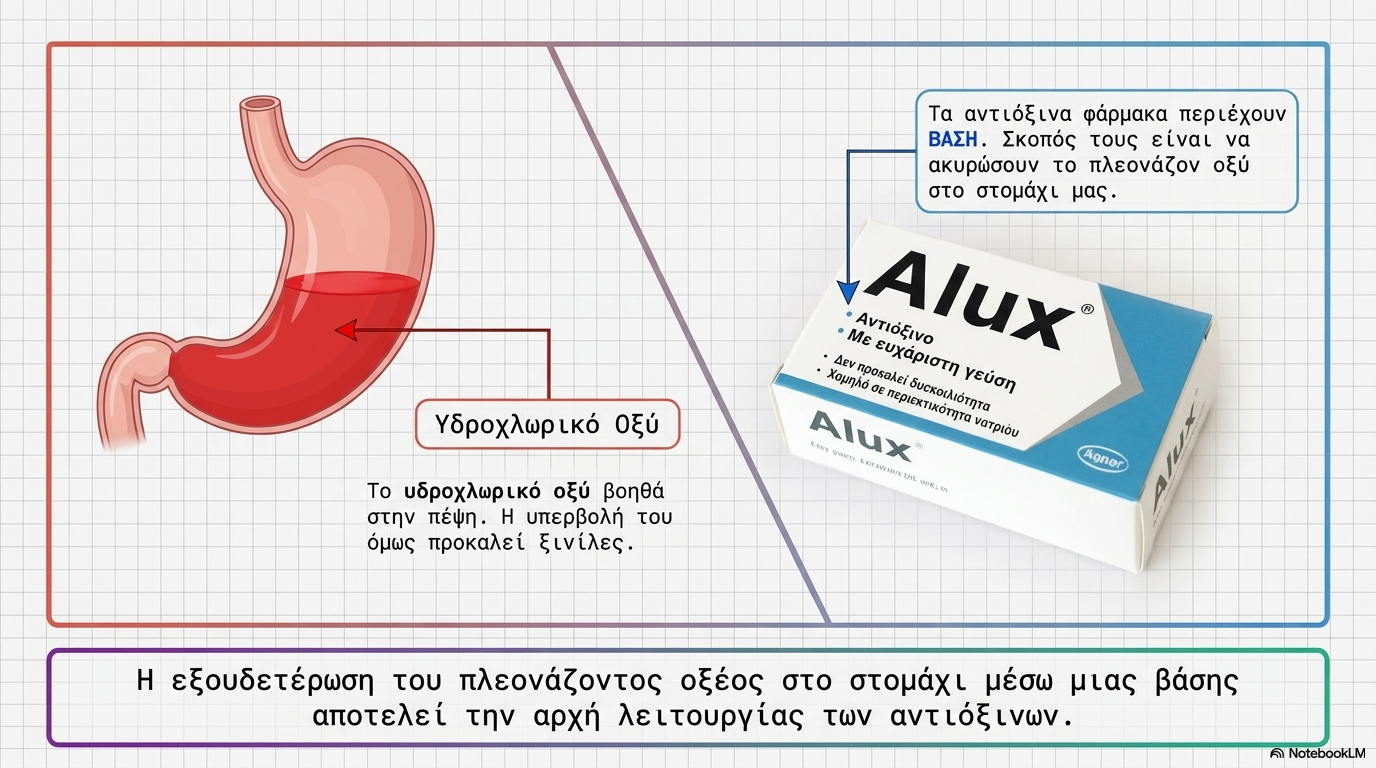 Τα αντιόξινα φάρμακα περιέχουν
ΒΑΣΗ. Σκοπός τους είναι να
ακυρώσουν το πλεονάζον οξύ
στο στομάχι μας.
Alux®
• Αντιόξινο
• Με ευχάριστη γεύση
• Δεν προsαλεί δυςκοιλιότητα
• Χαμηλό σε περιεκτικότητα νατριόυ
Alux®
Agner
Alux
Υδροχλωρικό Οξύ
Το υδροχλωρικό οξύ βοηθά
στην πέψη. Η υπερβολή του
όμως προκαλεί ξινίλες.
Η εξουδετέρωση του πλεονάζοντος οξέος στο στομάχι μέσω μιας βάσης
αποτελεί την αρχή λειτουργίας των αντιόξινων.
NotebookLM